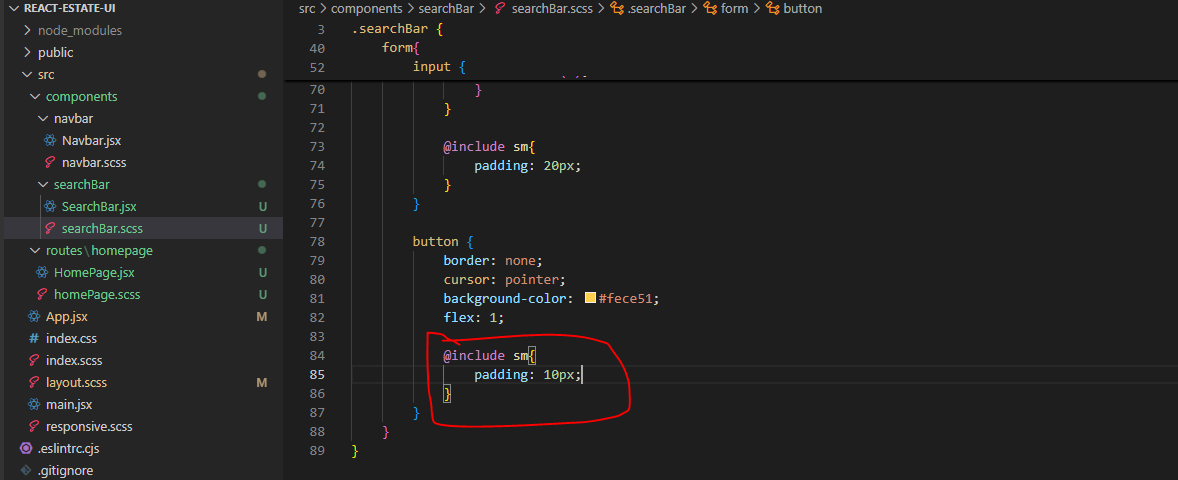 REACT-ESTATE-UI
node_modules
public
src
components
navbar
Navbar.jsx
navbar.scss
searchBar
SearchBar.jsx U
searchBar.scss U
routes\homepage
HomePage.jsx U
homePage.scss U
App.jsx M
index.css
index.scss
layout.scss M
main.jsx
responsive.scss
.eslintrc.cjs
.gitignore
src > components > searchBar > searchBar.scss > .searchBar > form > button
3 .searchBar {
40 form{
52 input {
70 }
71 }
72
73 @include sm{
74 padding: 20px;
75 }
76 }
77
78 button {
79 border: none;
80 cursor: pointer;
81 background-color: #fece51;
82 flex: 1;
83
84 @include sm{
85 padding: 10px;
86 }
87 }
88 }
89 }